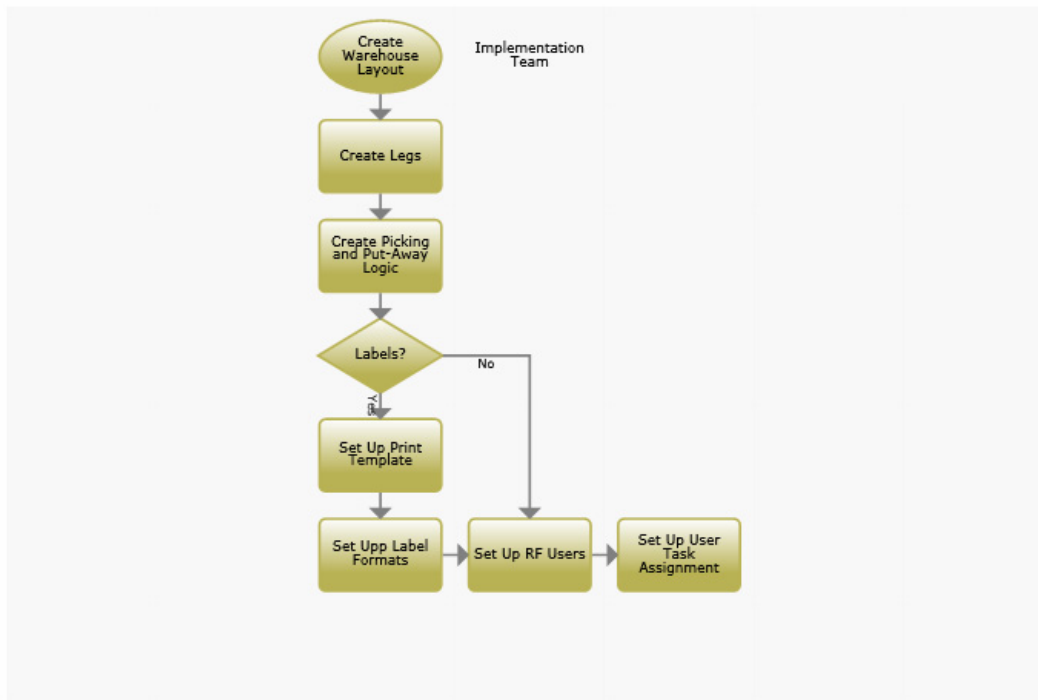 Create
Warehouse
Layout
Implementation
Team
Create Legs
Create Picking
and Put-Away
Logic
Labels?
No
Yes
Set Up Print
Template
Set Upp Label
Formats
Set Up RF Users
Set Up User
Task
Assignment